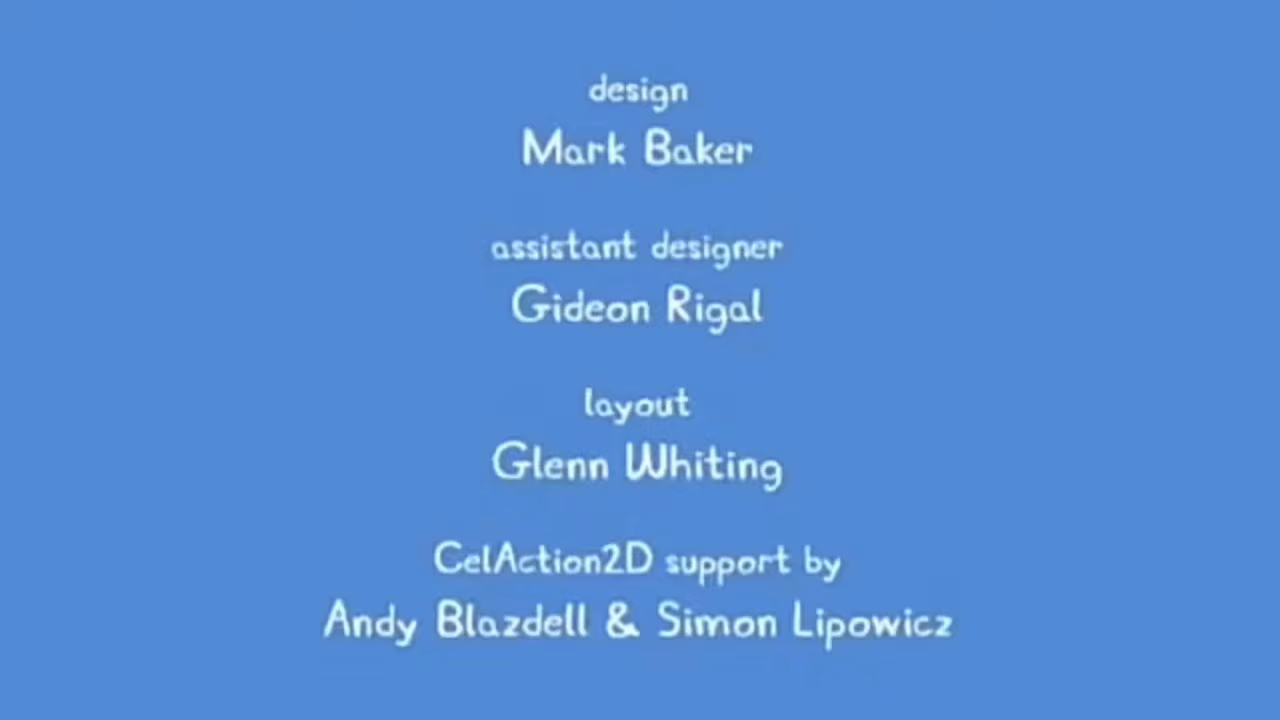 design
Mark Baker
assistant designer
Gideon Rigal
layout
Glenn Whiting
CelAction2D support by
Andy Blazdell & Simon Lipowicz